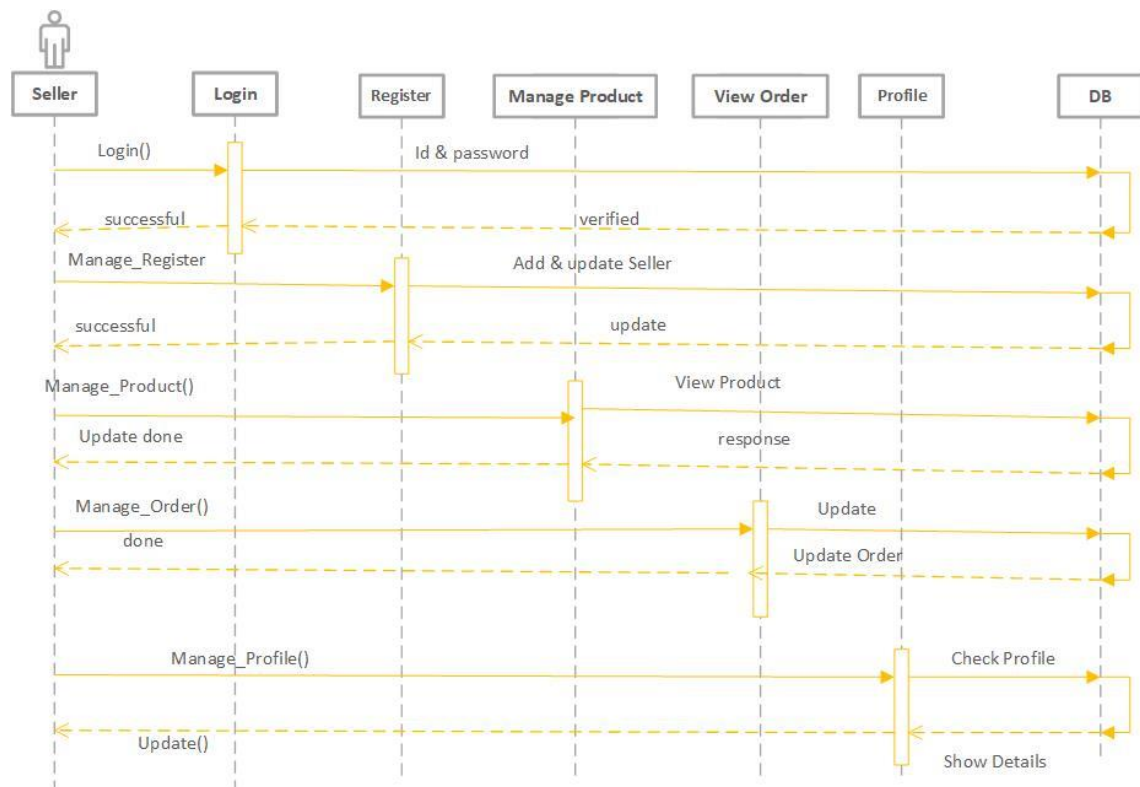 Seller
Login
Register
Manage Product
View Order
Profile
DB
Login()
Id & password
successful
verified
Manage_Register
Add & update Seller
successful
update
Manage_Product()
View Product
Update done
response
Manage_Order()
Update
done
Update Order
Manage_Profile()
Check Profile
Update()
Show Details